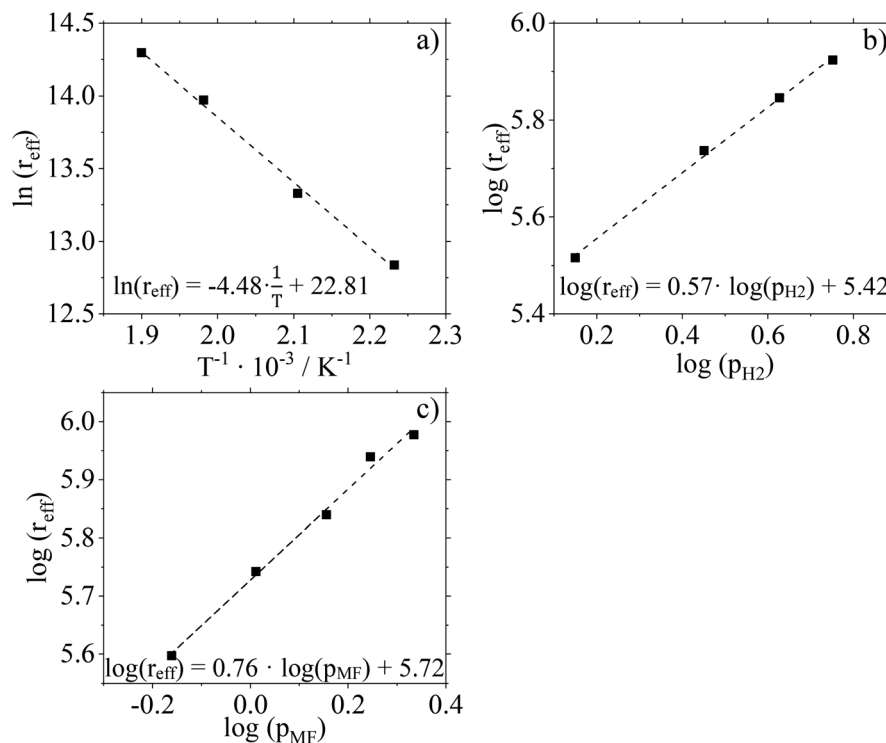 a)
14.5
14.0
13.5
13.0
12.5
ln (r_eff)
ln(r_eff) = -4.48·1/T + 22.81
1.9 2.0 2.1 2.2 2.3
T⁻¹ · 10⁻³ / K⁻¹
b)
6.0
5.8
5.6
5.4
log (r_eff)
log(r_eff) = 0.57· log(p_H2) + 5.42
0.2 0.4 0.6 0.8
log (p_H2)
c)
6.0
5.9
5.8
5.7
5.6
log (r_eff)
log(r_eff) = 0.76 · log(p_MF) + 5.72
-0.2 0.0 0.2 0.4
log (p_MF)